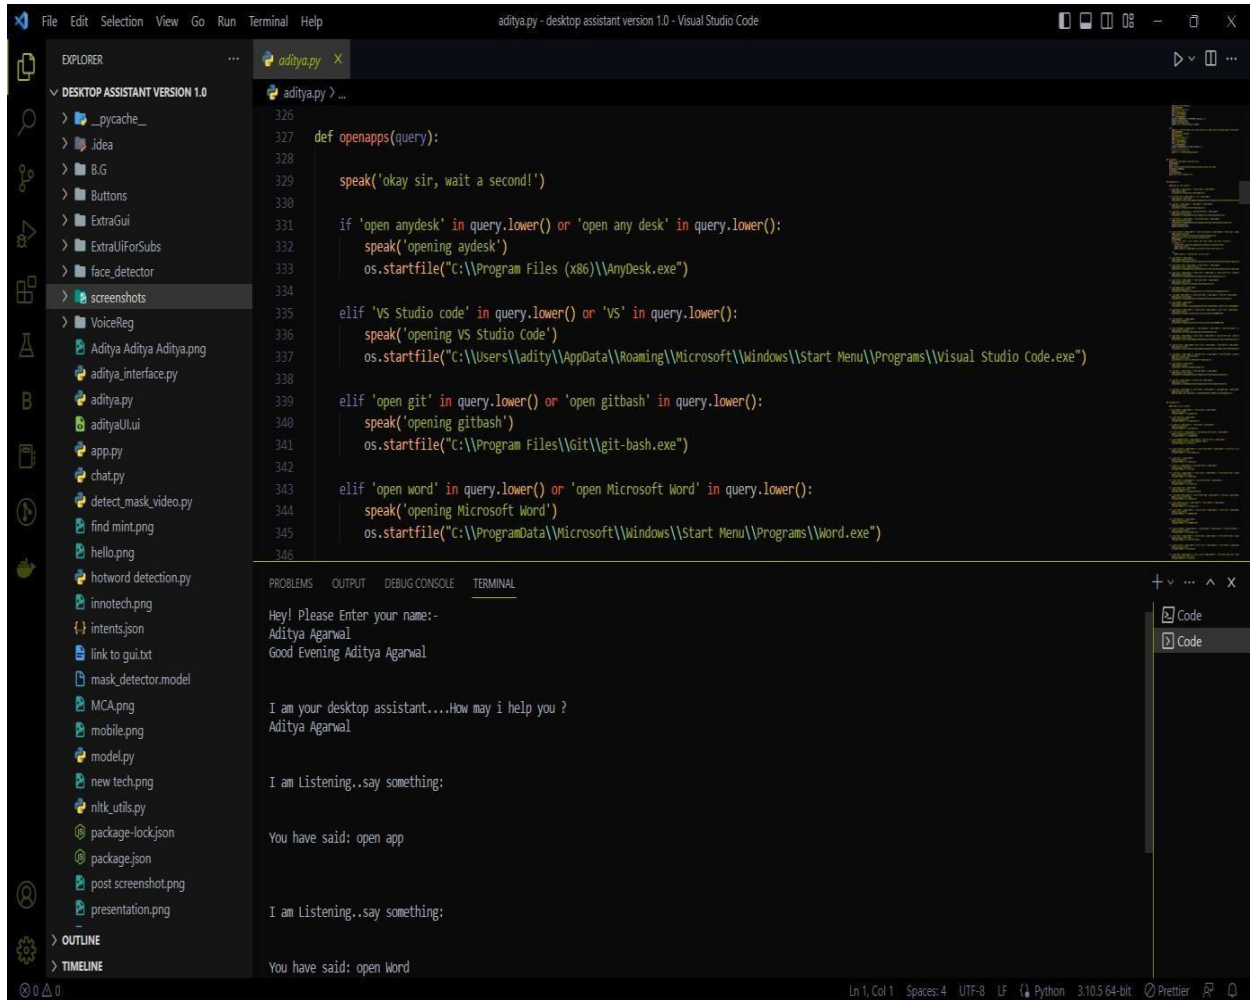 File Edit Selection View Go Run Terminal Help
aditya.py - desktop assistant version 1.0 - Visual Studio Code
EXPLORER
DESKTOP ASSISTANT VERSION 1.0
_pycache_
.idea
B.G
Buttons
ExtraGui
ExtraUiForSubs
face_detector
screenshots
VoiceReg
Aditya Aditya Aditya.png
aditya_interface.py
aditya.py
adityaUI.ui
app.py
chat.py
detect_mask_video.py
find mint.png
hello.png
hotword detection.py
innotech.png
intents.json
link to gui.txt
mask_detector.model
MCA.png
mobile.png
model.py
new tech.png
nltk_utils.py
package-lock.json
package.json
post screenshot.png
presentation.png
OUTLINE
TIMELINE
aditya.py X
aditya.py > ...
326
327 def openapps(query):
328
329 speak('okay sir, wait a second!')
330
331 if 'open anydesk' in query.lower() or 'open any desk' in query.lower():
332 speak('opening aydesk')
333 os.startfile("C:\\Program Files (x86)\\AnyDesk.exe")
334
335 elif 'VS Studio code' in query.lower() or 'VS' in query.lower():
336 speak('opening VS Studio Code')
337 os.startfile("C:\\Users\\adity\\AppData\\Roaming\\Microsoft\\Windows\\Start Menu\\Programs\\Visual Studio Code.exe")
338
339 elif 'open git' in query.lower() or 'open gitbash' in query.lower():
340 speak('opening gitbash')
341 os.startfile("C:\\Program Files\\Git\\git-bash.exe")
342
343 elif 'open word' in query.lower() or 'open Microsoft Word' in query.lower():
344 speak('opening Microsoft Word')
345 os.startfile("C:\\ProgramData\\Microsoft\\Windows\\Start Menu\\Programs\\Word.exe")
346
PROBLEMS OUTPUT DEBUG CONSOLE TERMINAL
Hey! Please Enter your name:-
Aditya Agarwal
Good Evening Aditya Agarwal
I am your desktop assistant....How may i help you ?
Aditya Agarwal
I am Listening..say something:
You have said: open app
I am Listening..say something:
You have said: open Word
Code
Code
0 0
Ln 1, Col 1 Spaces: 4 UTF-8 LF Python 3.10.5 64-bit Prettier